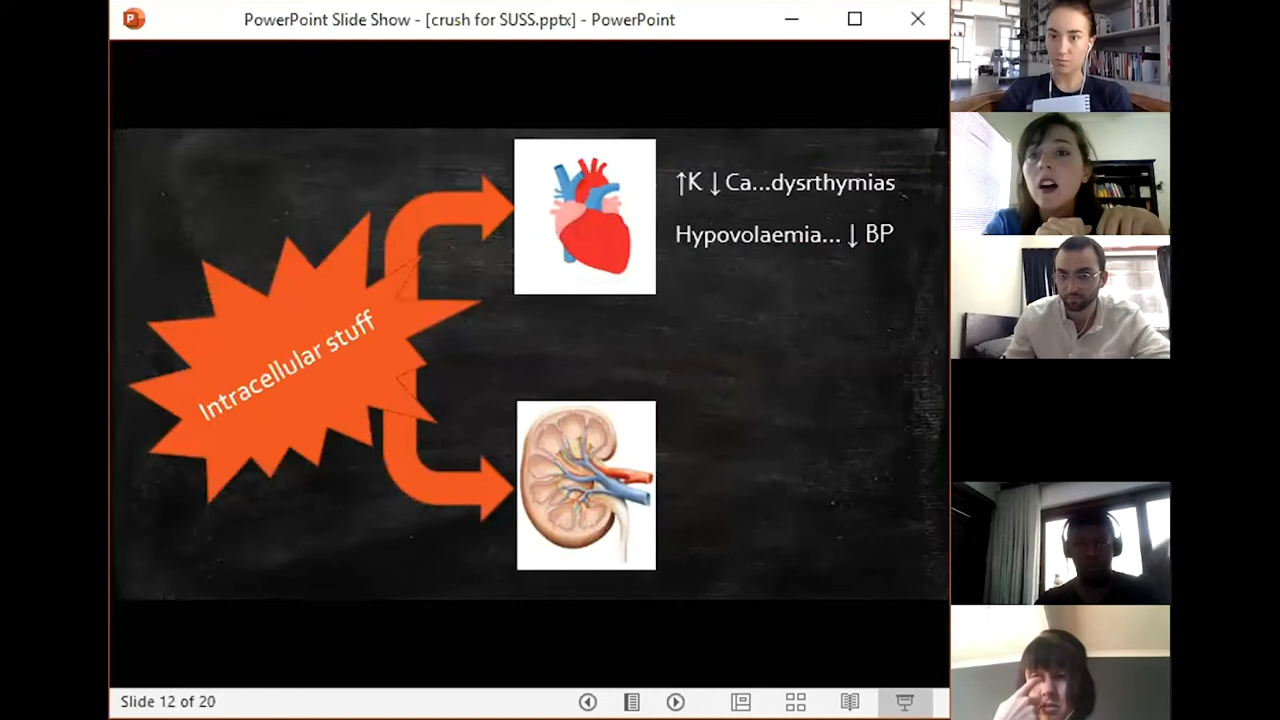 PowerPoint Slide Show - [crush for SUSS.pptx] - PowerPoint
↑K ↓Ca...dysrthymias
Hypovolaemia... ↓ BP
Intracellular stuff
Slide 12 of 20